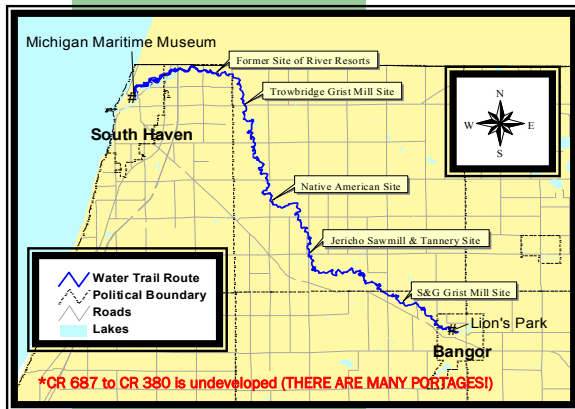 Michigan Maritime Museum
Former Site of River Resorts
Trowbridge Grist Mill Site
South Haven
N
W E
S
Native American Site
Jericho Sawmill & Tannery Site
Water Trail Route
Political Boundary
Roads
Lakes
S&G Grist Mill Site
Lion's Park
Bangor
*CR 687 to CR 380 is undeveloped (THERE ARE MANY PORTAGES!)